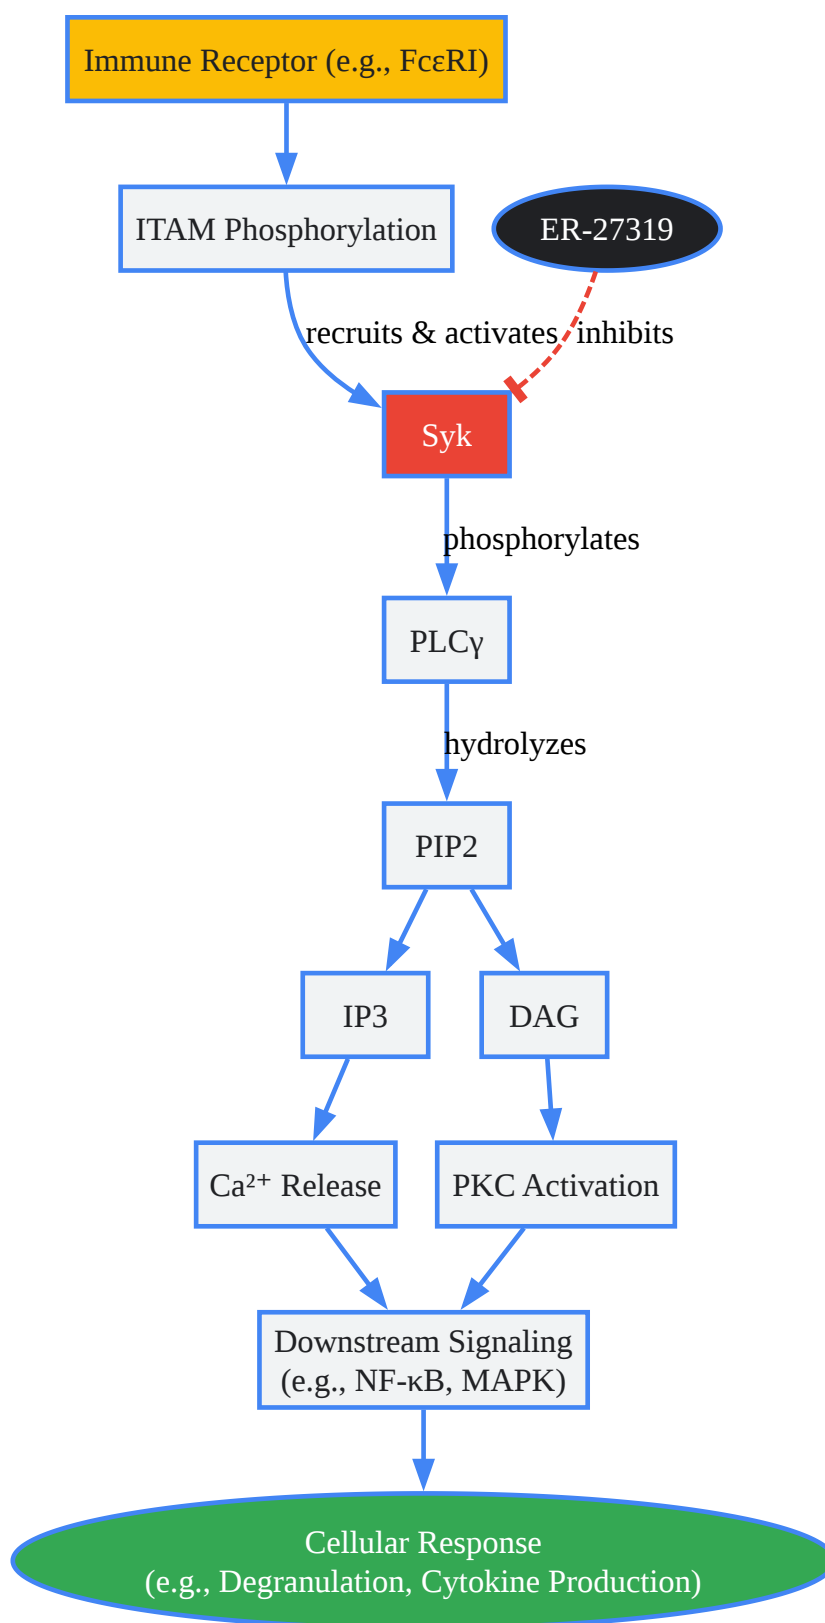 Immune Receptor (e.g., FcεRI)
ITAM Phosphorylation
ER-27319
recruits & activates
inhibits
Syk
phosphorylates
PLCγ
hydrolyzes
PIP2
IP3
DAG
Ca²⁺ Release
PKC Activation
Downstream Signaling
(e.g., NF-κB, MAPK)
Cellular Response
(e.g., Degranulation, Cytokine Production)